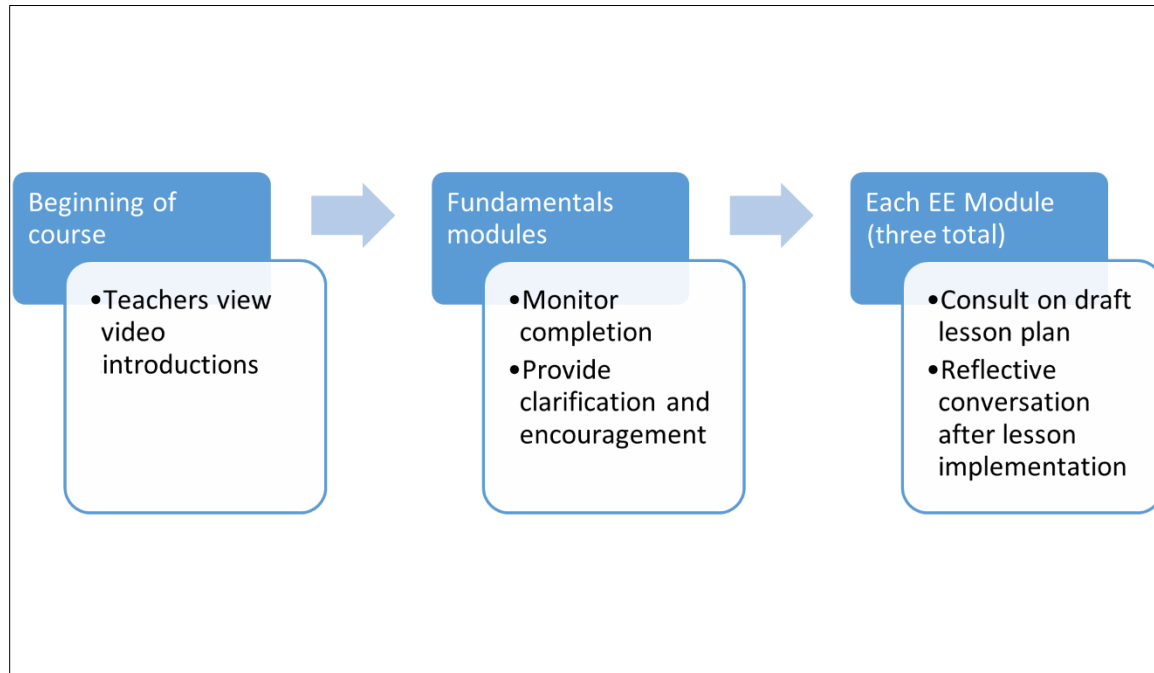 Beginning of
course
•Teachers view
video
introductions
Fundamentals
modules
•Monitor
completion
•Provide
clarification and
encouragement
Each EE Module
(three total)
•Consult on draft
lesson plan
•Reflective
conversation
after lesson
implementation